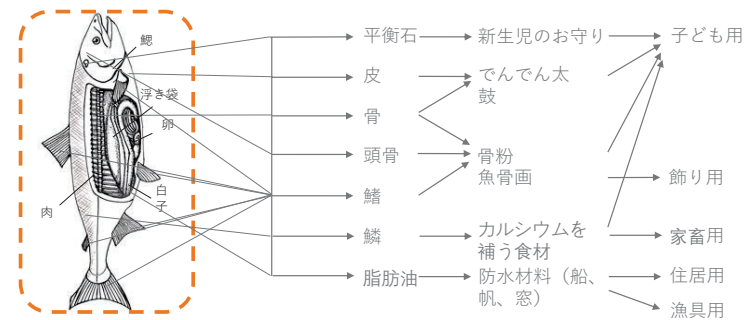 鰓
浮き袋
卵
白
子
肉
平衡石
皮
骨
頭骨
鰭
鱗
脂肪油
新生児のお守り
でんでん太
鼓
骨粉
魚骨画
カルシウムを
補う食材
防水材料（船、
帆、窓）
子ども用
飾り用
家畜用
住居用
漁具用